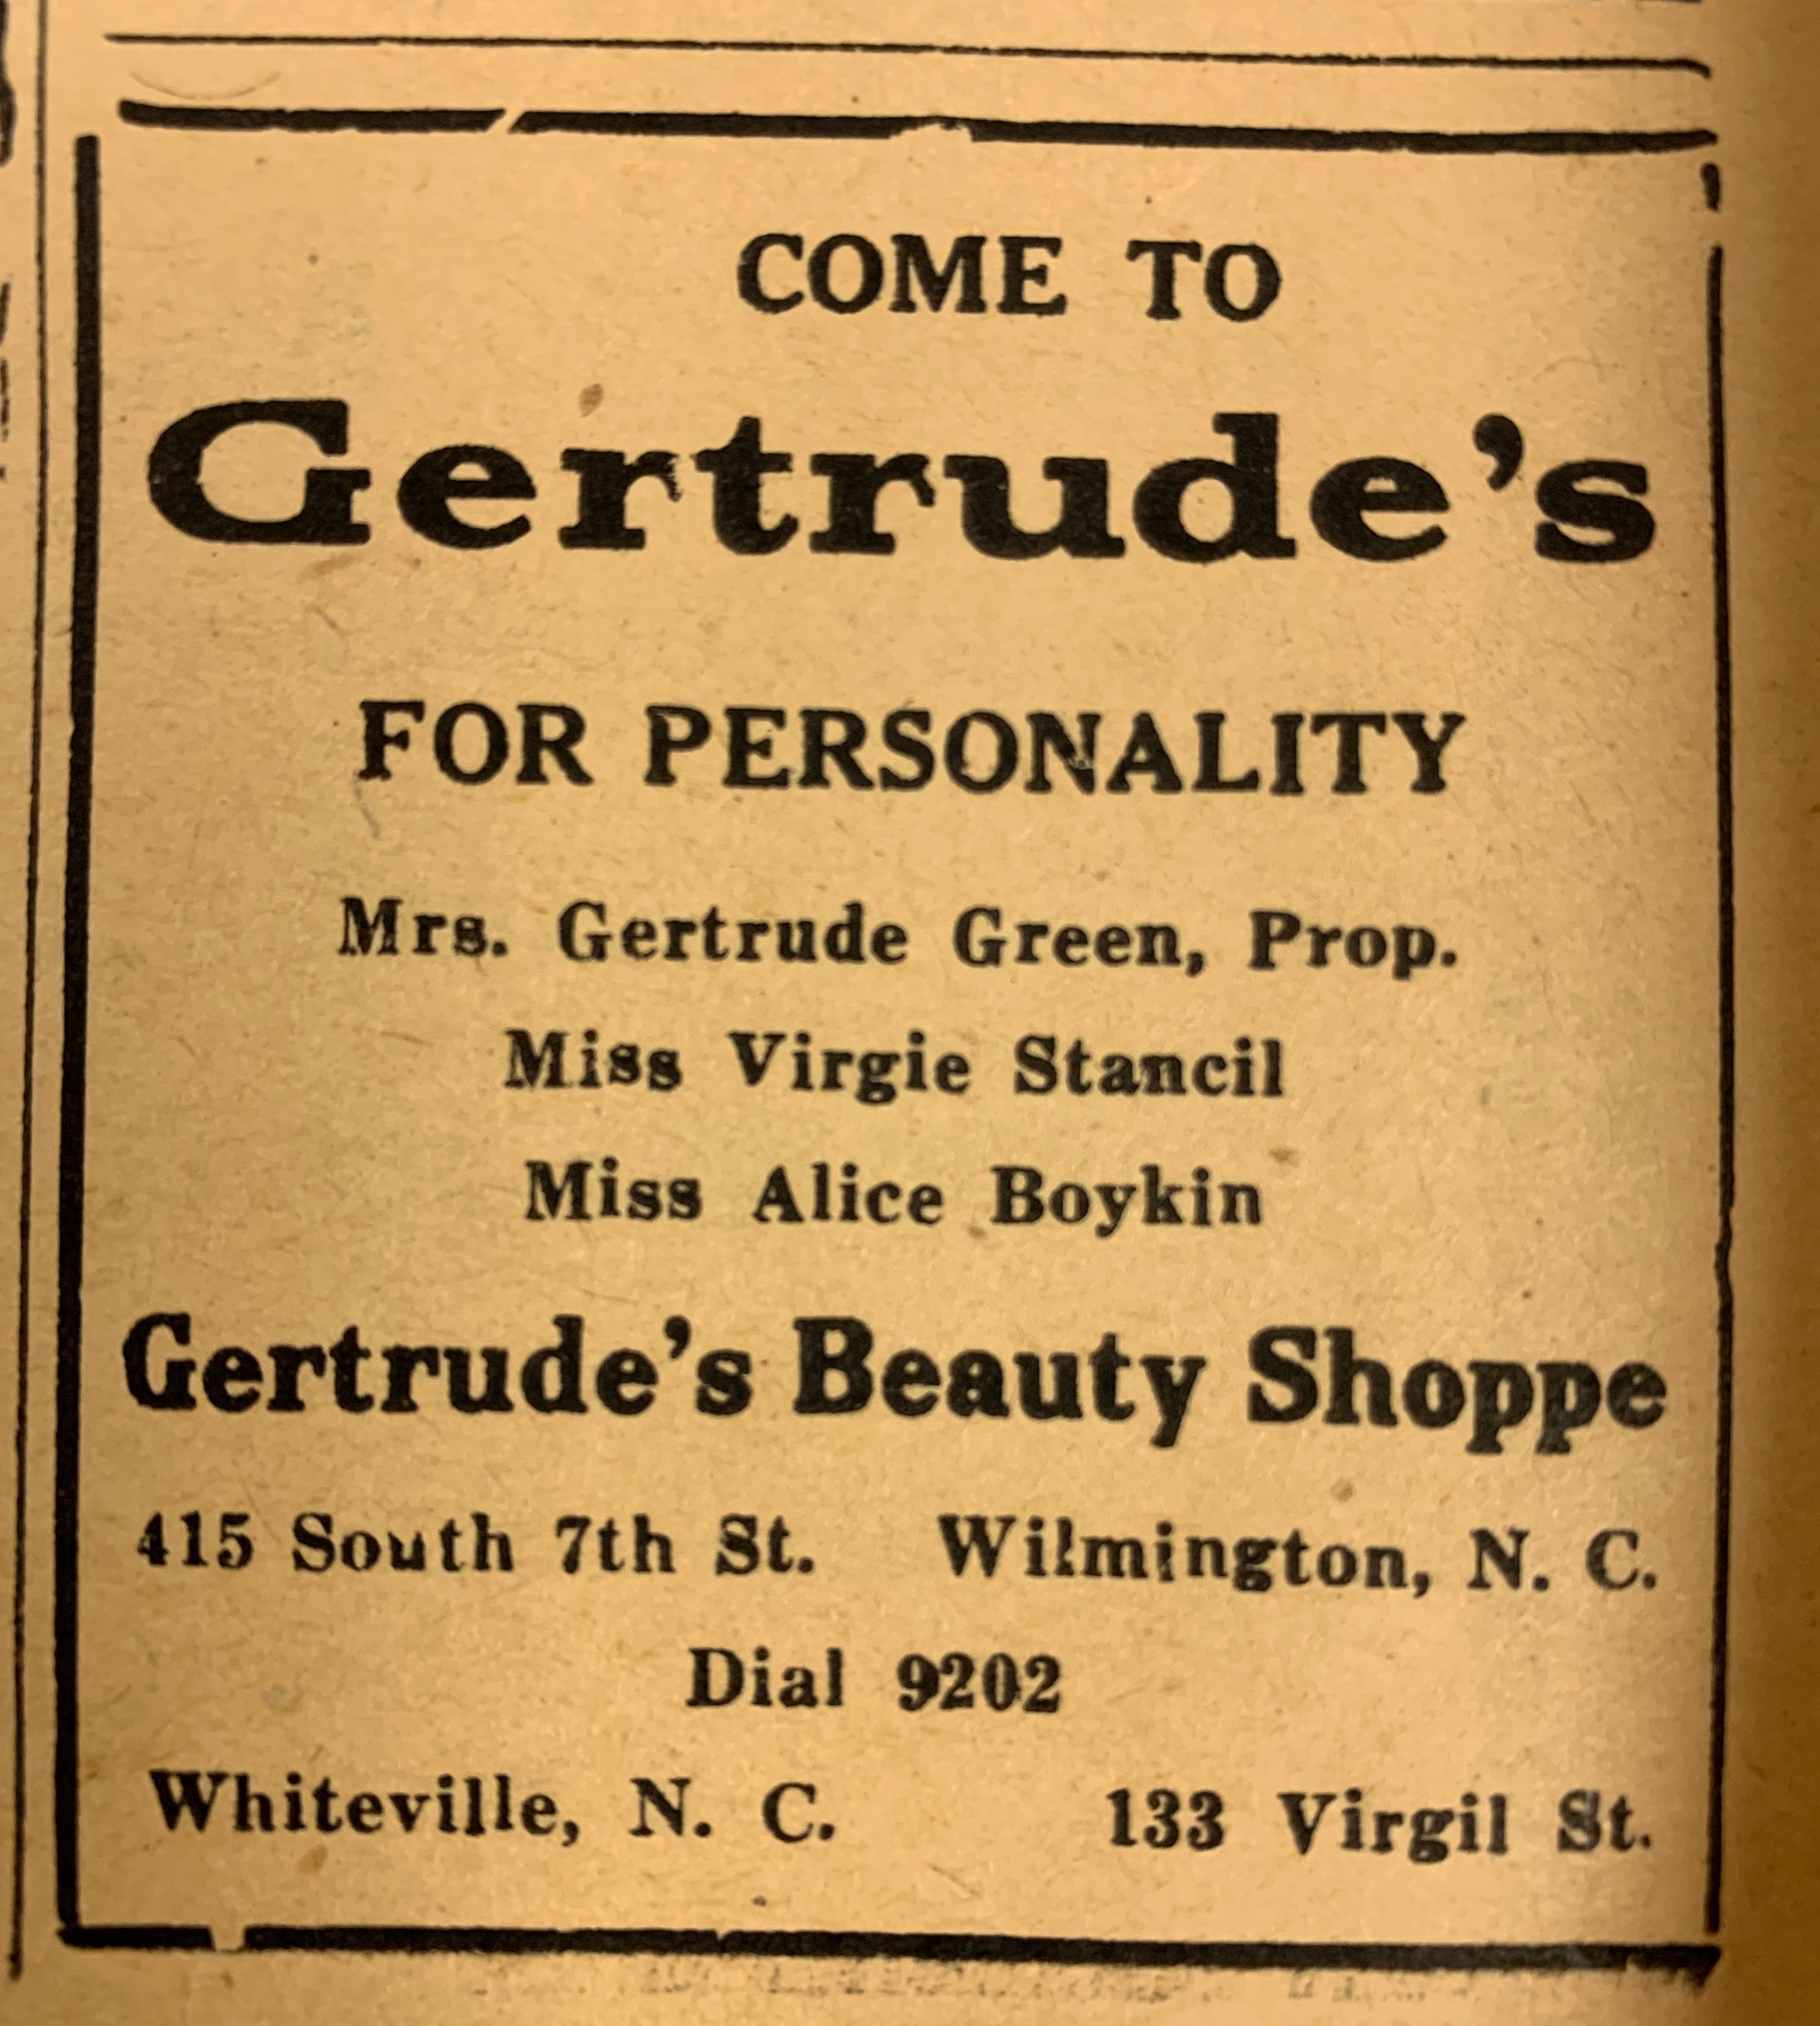 COME TO
Gertrude's
FOR PERSONALITY
Mrs. Gertrude Green, Prop.
Miss Virgie Stancil
Miss Alice Boykin
Gertrude's Beauty Shoppe
415 South 7th St. Wilmington, N. C.
Dial 9202
Whiteville, N. C. 133 Virgil St.